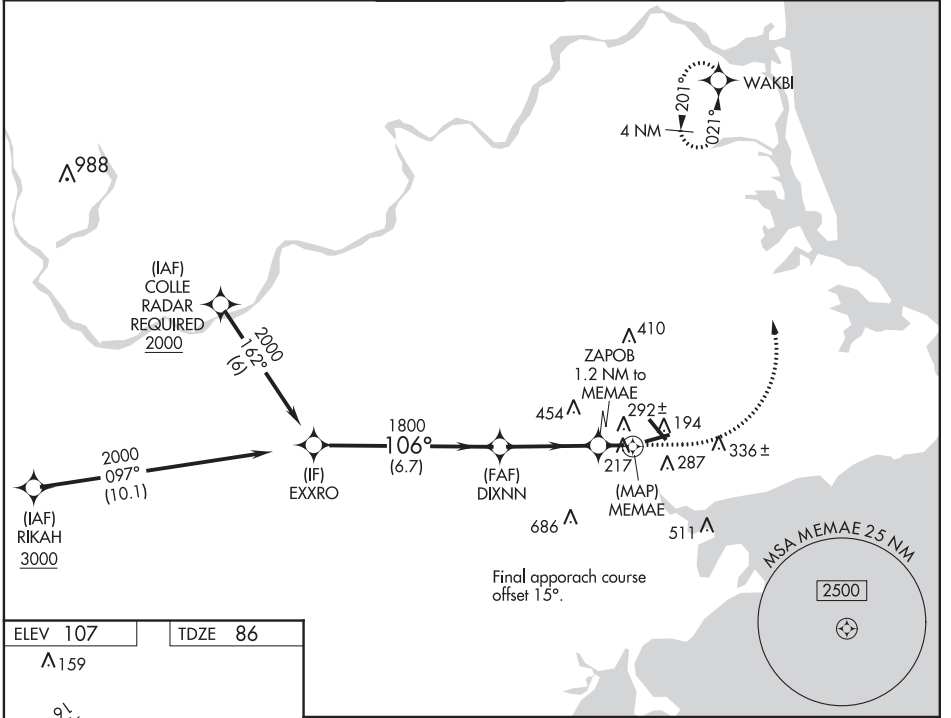 WAKBI
201°
021°
4 NM
988
(IAF)
COLLE
RADAR
REQUIRED
2000
2000
162°
(6)
410
ZAPOB
1.2 NM to
MEMAE
454
292±
194
1800
106°
(6.7)
217
287
336±
2000
097°
(10.1)
(IF)
EXXRO
(FAF)
DIXNN
(MAP)
MEMAE
(IAF)
RIKAH
3000
686
511
MSA MEMAE 25 NM
2500
Final apporach course
offset 15°.
ELEV 107
TDZE 86
159
16